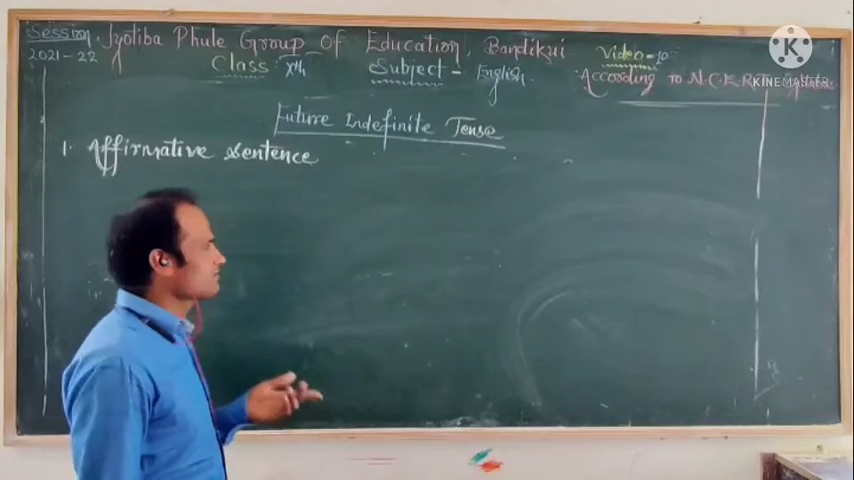 Session. Jyotiba Phule Group Of Education, Bandikui. Video-10
2021-22 Class Xth Subject - English. According to N.C.E.R.T
K
KINEMASTER
Future Indefinite Tense
1. Affirmative sentence